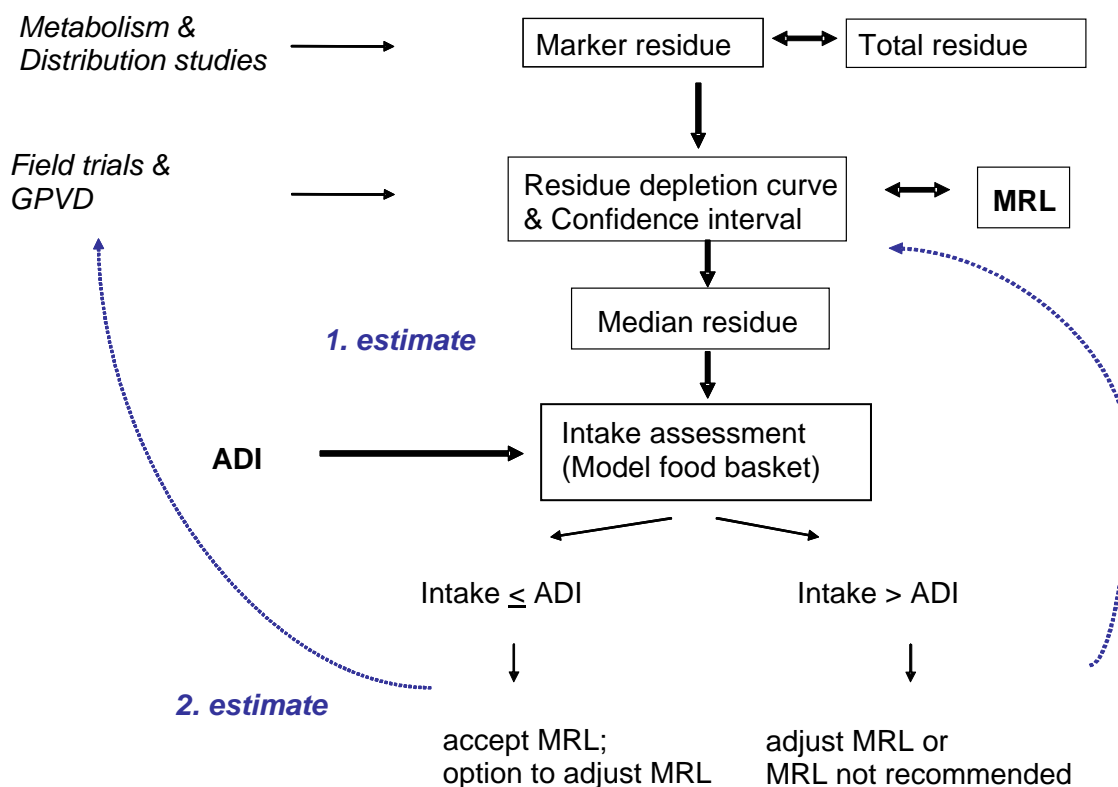 Metabolism &
Distribution studies
Marker residue
Total residue
Field trials &
GPVD
Residue depletion curve
& Confidence interval
MRL
Median residue
1. estimate
ADI
Intake assessment
(Model food basket)
Intake ≤ ADI
Intake > ADI
2. estimate
accept MRL;
option to adjust MRL
adjust MRL or
MRL not recommended